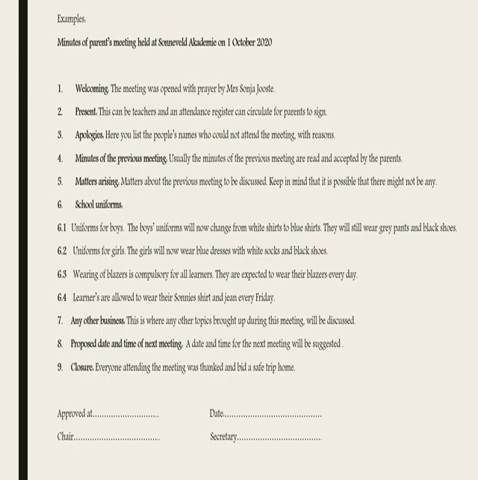 Examples.
Minutes of parent's meeting held at Sonneveld Akademie on 1 October 2020
1. Welcoming. The meeting was opened with prayer by Mrs Sonja Jooste.
2. Present. This can be teachers and an attendance register can circulate for parents to sign.
3. Apologies. Here you list the people's names who could not attend the meeting, with reasons.
4. Minutes of the previous meeting. Usually the minutes of the previous meeting are read and accepted by the parents.
5. Matters arising. Matters about the previous meeting to be discussed. Keep in mind that it is possible that there might not be any.
6. School uniforms.
6.1 Uniforms for boys. The boys' uniforms will now change from white shirts to blue shirts. They will still wear grey pants and black shoes.
6.2 Uniforms for girls. The girls will now wear blue dresses with white socks and black shoes.
6.3 Wearing of blazers is compulsory for all learners. They are expected to wear their blazers every day.
6.4 Learner's are allowed to wear their Sonnies shirt and jean every Friday.
7. Any other business. This is where any other topics brought up during this meeting, will be discussed.
8. Proposed date and time of next meeting. A date and time for the next meeting will be suggested .
9. Closure. Everyone attending the meeting was thanked and bid a safe trip home.
Approved at............................ Date..........................................
Chair.................................... Secretary....................................